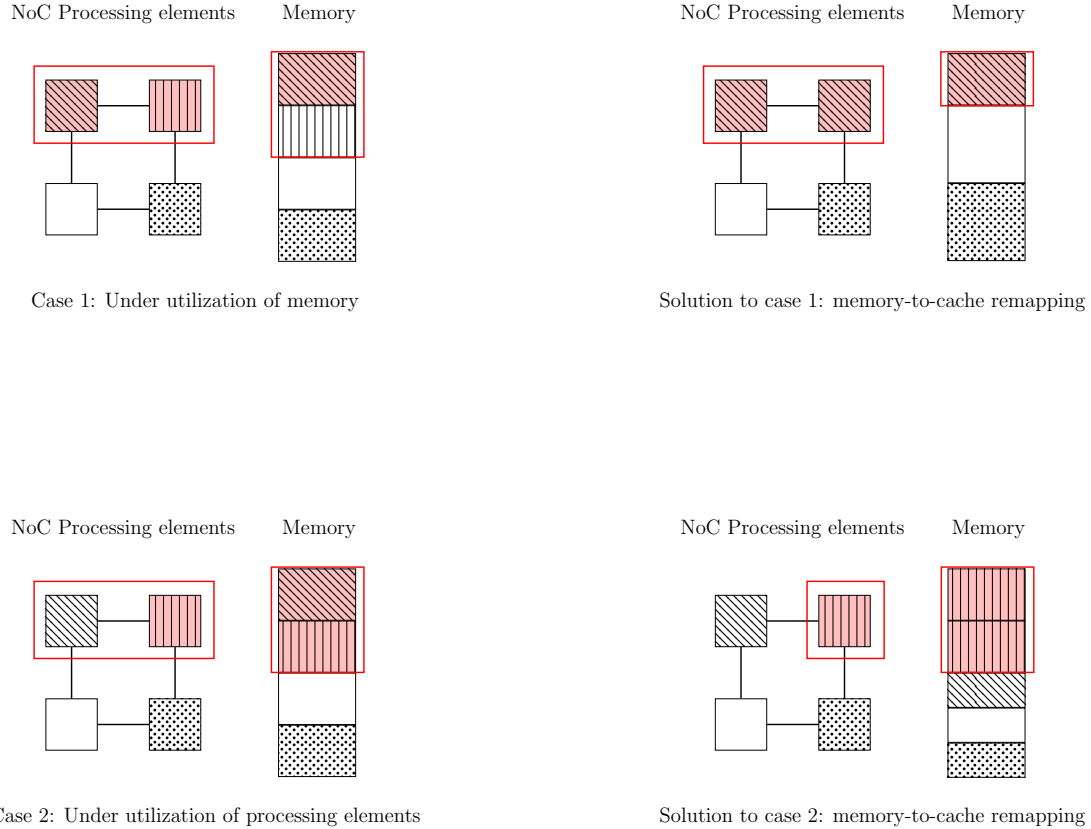 NoC Processing elements Memory
NoC Processing elements Memory
Case 1: Under utilization of memory
Solution to case 1: memory-to-cache remapping
NoC Processing elements Memory
NoC Processing elements Memory
Case 2: Under utilization of processing elements
Solution to case 2: memory-to-cache remapping